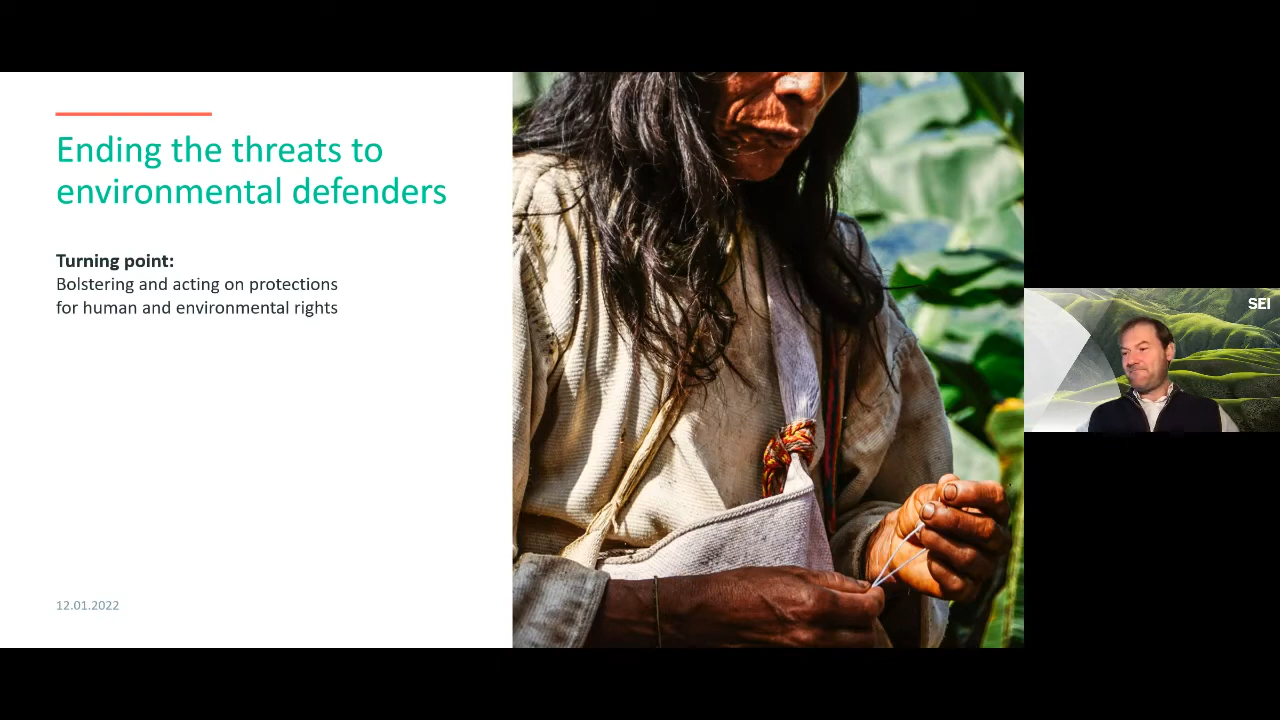 Ending the threats to
environmental defenders
Turning point:
Bolstering and acting on protections
for human and environmental rights
12.01.2022
SEI